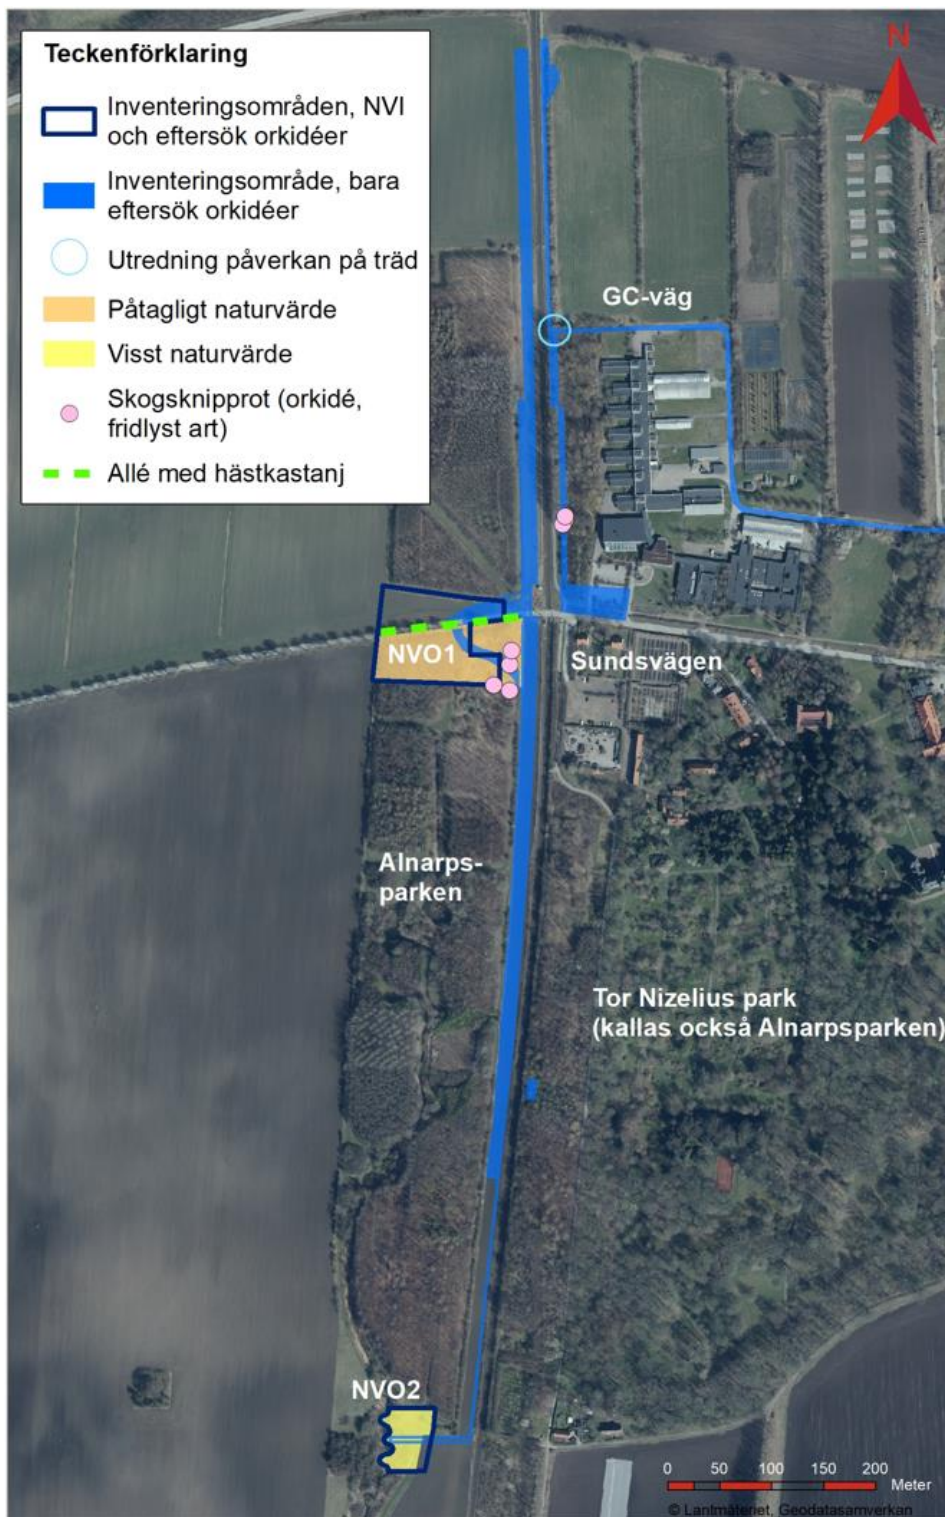 Teckenförklaring
Inventeringsområden, NVI
och eftersök orkidéer
Inventeringsområde, bara
eftersök orkidéer
Utredning påverkan på träd
Påtagligt naturvärde
Visst naturvärde
Skogsknipprot (orkidé,
fridlyst art)
Allé med hästkastanj
N
GC-väg
NVO1
Sundsvägen
Alnarps-
parken
Tor Nizelius park
(kallas också Alnarpsparken)
NVO2
0 50 100 150 200
Meter
© Lantmäteriet, Geodatasamverkan